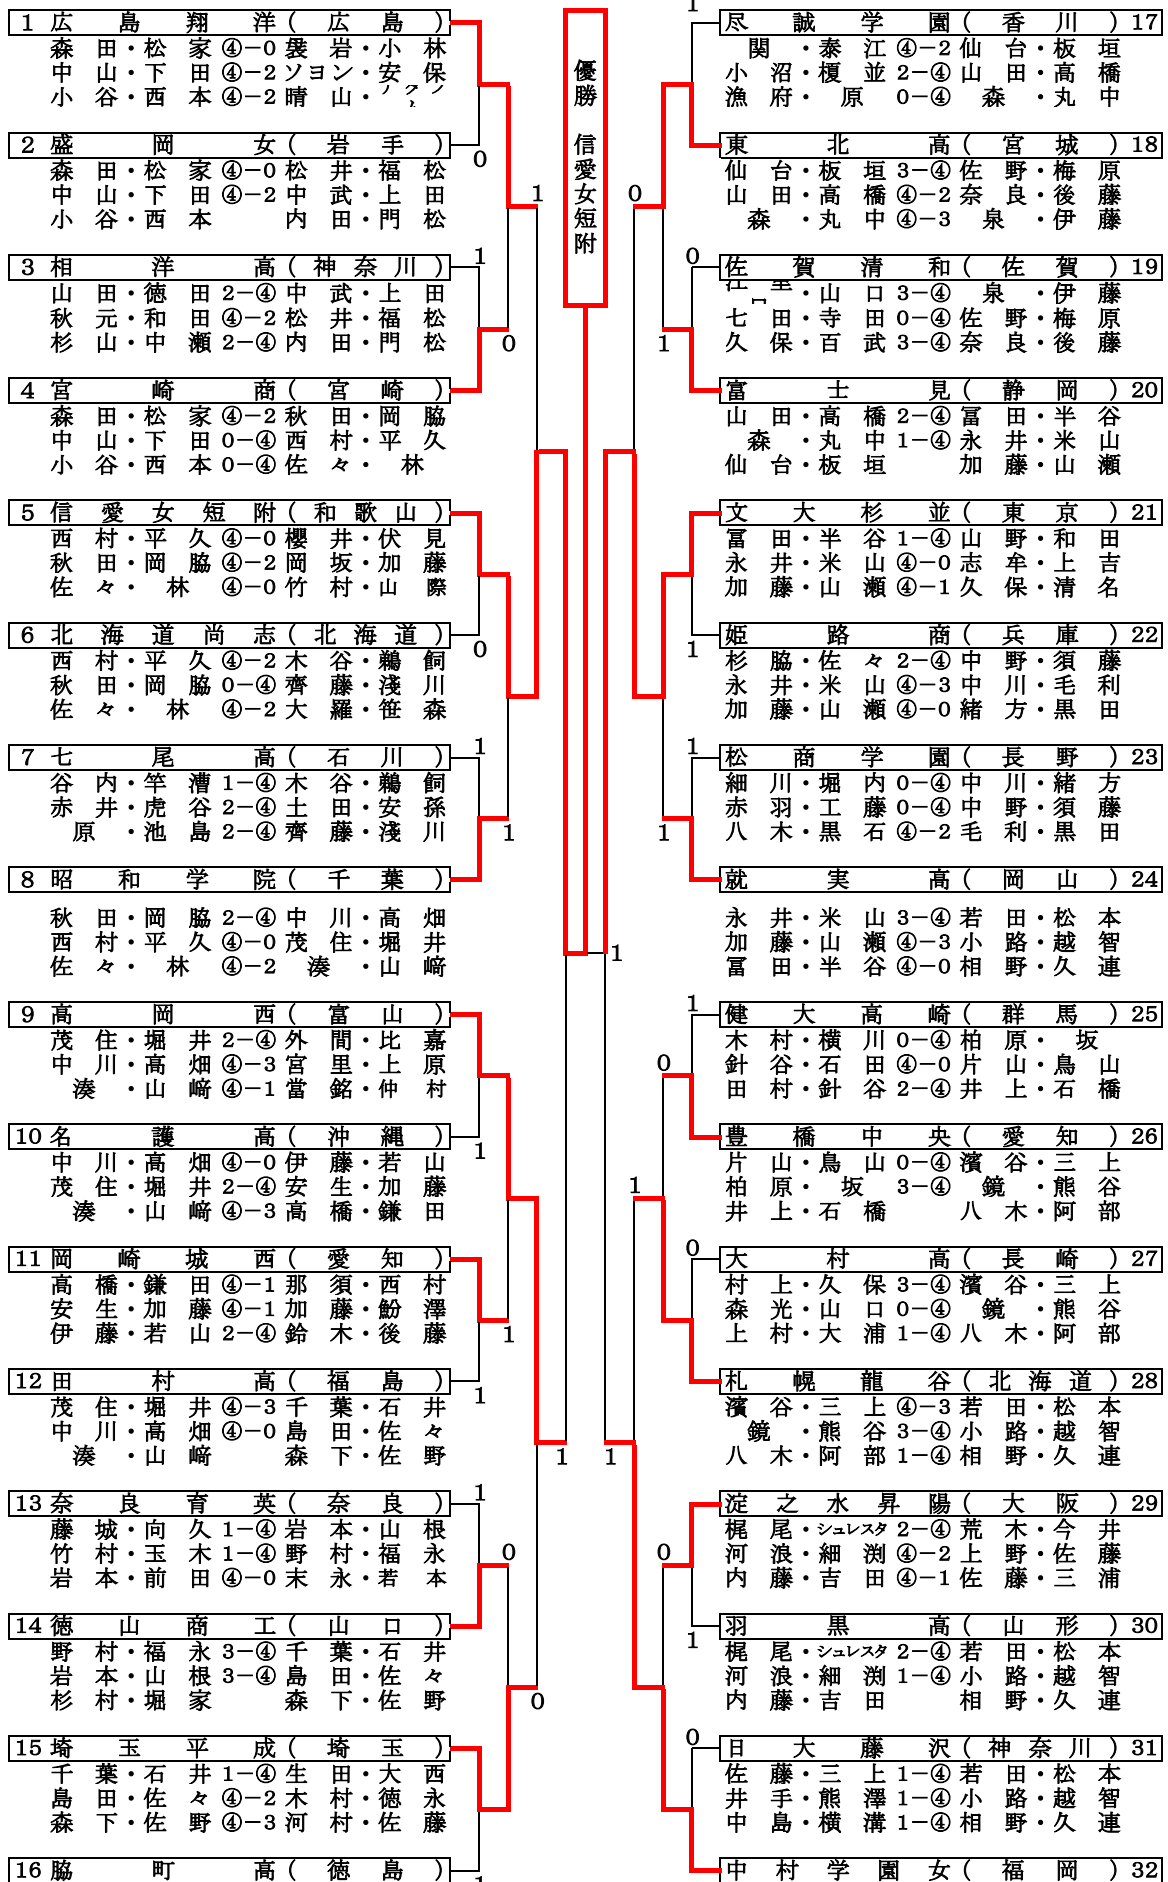 優勝 信愛女短附
1 広島翔洋(広島)
森田・松家 ④-0 袭岩・小林
中山・下田 ④-2 ソヨン・安保
小谷・西本 ④-2 晴山・
0
2 盛岡女(岩手)
森田・松家 ④-0 松井・福松
中山・下田 ④-2 中武・上田
小谷・西本 内田・門松
1
1
3 相洋高(神奈川)
山田・徳田 2-④ 中武・上田
秋元・和田 ④-2 松井・福松
杉山・中瀬 2-④ 内田・門松
0
4 宮崎商(宮崎)
森田・松家 ④-2 秋田・岡脇
中山・下田 0-④ 西村・平久
小谷・西本 0-④ 佐々・林
5 信愛女短附(和歌山)
西村・平久 ④-0 櫻井・伏見
秋田・岡脇 ④-2 岡坂・加藤
佐々・林 ④-0 竹村・山際
6 北海道尚志(北海道)
0
西村・平久 ④-2 木谷・鵜飼
秋田・岡脇 0-④ 齊藤・淺川
佐々・林 ④-2 大羅・笹森
1
7 七尾高(石川)
谷内・竿漕 1-④ 木谷・鵜飼
赤井・虎谷 2-④ 土田・安孫
原・池島 2-④ 齊藤・淺川
1
8 昭和学院(千葉)
秋田・岡脇 2-④ 中川・高畑
西村・平久 ④-0 茂住・堀井
佐々・林 ④-2 湊・山﨑
1
9 高岡西(富山)
茂住・堀井 2-④ 外間・比嘉
中川・高畑 ④-3 宮里・上原
湊・山﨑 ④-1 當銘・仲村
10 名護高(沖縄)
1
中川・高畑 ④-0 伊藤・若山
茂住・堀井 2-④ 安生・加藤
湊・山﨑 ④-3 高橋・鎌田
11 岡崎城西(愛知)
高橋・鎌田 ④-1 那須・西村
安生・加藤 ④-1 加藤・鮒澤
伊藤・若山 2-④ 鈴木・後藤
1
12 田村高(福島)
1
茂住・堀井 ④-3 千葉・石井
中川・高畑 ④-0 島田・佐々
湊・山﨑 森下・佐野
1
1
13 奈良育英(奈良)
藤城・向久 1-④ 岩本・山根
竹村・玉木 1-④ 野村・福永
岩本・前田 ④-0 末永・若本
0
14 徳山商工(山口)
野村・福永 3-④ 千葉・石井
岩本・山根 3-④ 島田・佐々
杉村・堀家 森下・佐野
0
15 埼玉平成(埼玉)
千葉・石井 1-④ 生田・大西
島田・佐々 ④-2 木村・徳永
森下・佐野 ④-3 河村・佐藤
16 脇町高(徳島)
1
1
尽誠学園(香川) 17
関・泰江 ④-2 仙台・板垣
小沼・榎並 2-④ 山田・高橋
漁府・原 0-④ 森・丸中
東北高(宮城) 18
仙台・板垣 3-④ 佐野・梅原
山田・高橋 ④-2 奈良・後藤
森・丸中 ④-3 泉・伊藤
0
0
佐賀清和(佐賀) 19
・山口 3-④ 泉・伊藤
七田・寺田 0-④ 佐野・梅原
久保・百武 3-④ 奈良・後藤
1
富士見(静岡) 20
山田・高橋 2-④ 冨田・半谷
森・丸中 1-④ 永井・米山
仙台・板垣 加藤・山瀬
文大杉並(東京) 21
冨田・半谷 1-④ 山野・和田
永井・米山 ④-0 志牟・上吉
加藤・山瀬 ④-1 久保・清名
姫路商(兵庫) 22
1
杉脇・佐々 2-④ 中野・須藤
永井・米山 ④-3 中川・毛利
加藤・山瀬 ④-0 緒方・黒田
1
松商学園(長野) 23
細川・堀内 0-④ 中川・緒方
赤羽・工藤 0-④ 中野・須藤
八木・黒石 ④-2 毛利・黒田
1
就実高(岡山) 24
永井・米山 3-④ 若田・松本
加藤・山瀬 ④-3 小路・越智
冨田・半谷 ④-0 相野・久連
1
健大高崎(群馬) 25
木村・横川 0-④ 柏原・坂
針谷・石田 ④-0 片山・鳥山
田村・針谷 2-④ 井上・石橋
0
豊橋中央(愛知) 26
片山・鳥山 0-④ 濱谷・三上
柏原・坂 3-④ 鏡・熊谷
井上・石橋 八木・阿部
1
0
大村高(長崎) 27
村上・久保 3-④ 濱谷・三上
森光・山口 0-④ 鏡・熊谷
上村・大浦 1-④ 八木・阿部
札幌龍谷(北海道) 28
濱谷・三上 ④-3 若田・松本
鏡・熊谷 3-④ 小路・越智
八木・阿部 1-④ 相野・久連
1
淀之水昇陽(大阪) 29
梶尾・シュレスタ 2-④ 荒木・今井
河浪・細渕 ④-2 上野・佐藤
内藤・吉田 ④-1 佐藤・三浦
0
羽黒高(山形) 30
1
梶尾・シュレスタ 2-④ 若田・松本
河浪・細渕 1-④ 小路・越智
内藤・吉田 相野・久連
0
日大藤沢(神奈川) 31
佐藤・三上 1-④ 若田・松本
井手・熊澤 1-④ 小路・越智
中島・横溝 1-④ 相野・久連
中村学園女(福岡) 32